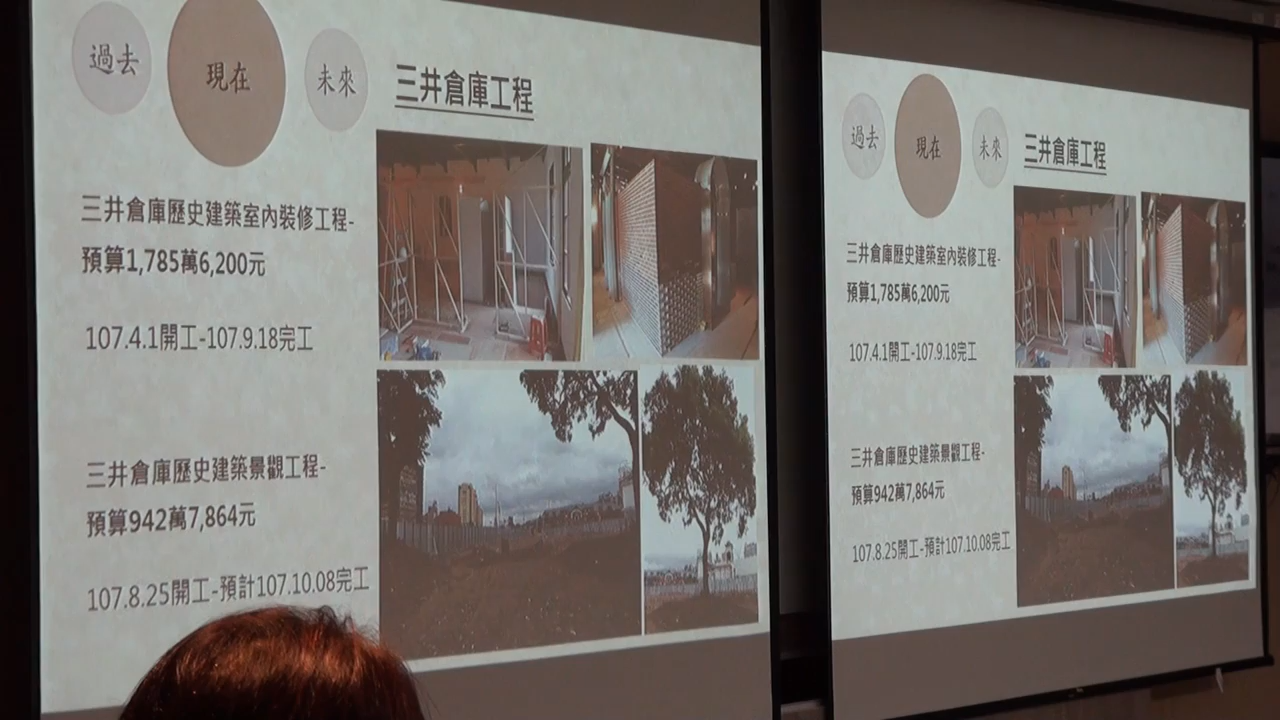 過去
現在
未來
三井倉庫工程
三井倉庫歷史建築室內裝修工程-
預算1,785萬6,200元
107.4.1開工-107.9.18完工
三井倉庫歷史建築景觀工程-
預算942萬7,864元
107.8.25開工-預計107.10.08完工
過去
現在
未來
三井倉庫工程
三井倉庫歷史建築室內裝修工程-
預算1,785萬6,200元
107.4.1開工-107.9.18完工
三井倉庫歷史建築景觀工程-
預算942萬7,864元
107.8.25開工-預計107.10.08完工